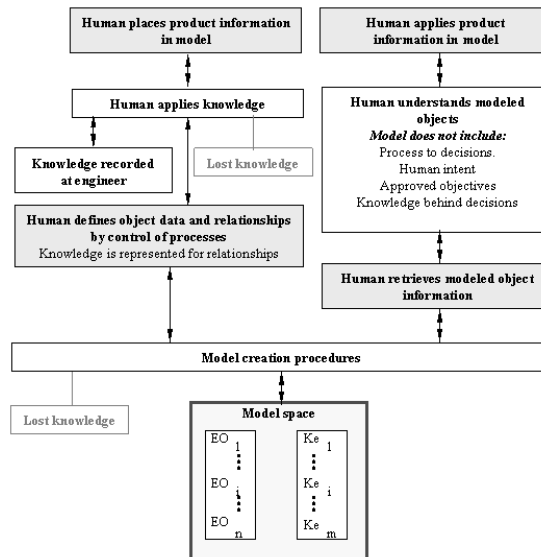 Human places product information
in model
Human applies product
information in model
Human applies knowledge
Human understands modeled
objects
Model does not include:
Process to decisions.
Human intent
Approved objectives
Knowledge behind decisions
Knowledge recorded
at engineer
Lost knowledge
Human defines object data and relationships
by control of processes
Knowledge is represented for relationships
Human retrieves modeled object
information
Model creation procedures
Lost knowledge
Model space
EO 1
EO i
EO n
Ke 1
Ke i
Ke m